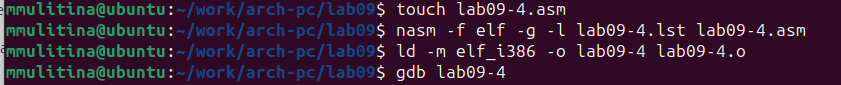 mmulitina@ubuntu:~/work/arch-pc/lab09$ touch lab09-4.asm
mmulitina@ubuntu:~/work/arch-pc/lab09$ nasm -f elf -g -l lab09-4.lst lab09-4.asm
mmulitina@ubuntu:~/work/arch-pc/lab09$ ld -m elf_i386 -o lab09-4 lab09-4.o
mmulitina@ubuntu:~/work/arch-pc/lab09$ gdb lab09-4